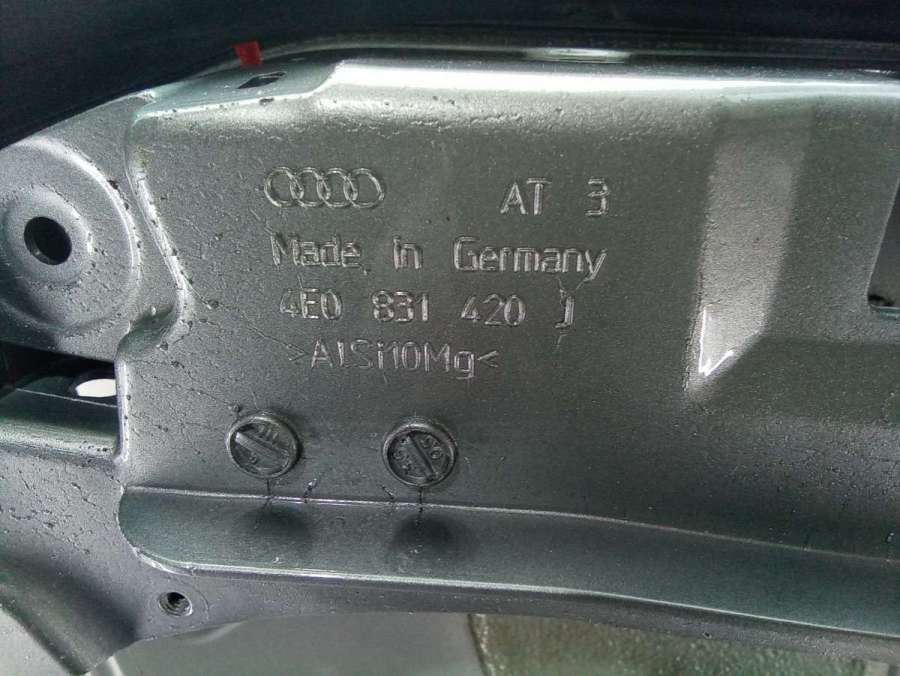 AT 3
Made in Germany
4E0 831 420 J
>AlSi10Mg<